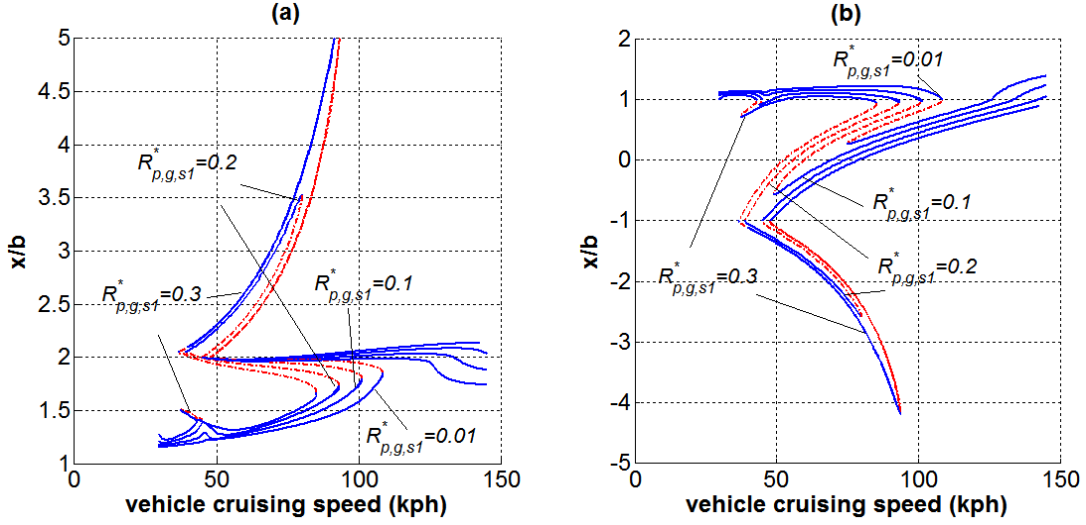 (a)
5
4.5
4
3.5
3
2.5
2
1.5
1
x/b
R*p,g,s1=0.2
R*p,g,s1=0.3
R*p,g,s1=0.1
R*p,g,s1=0.01
0
50
100
150
vehicle cruising speed (kph)
(b)
2
1
0
-1
-2
-3
-4
-5
x/b
R*p,g,s1=0.01
R*p,g,s1=0.1
R*p,g,s1=0.2
R*p,g,s1=0.3
0
50
100
150
vehicle cruising speed (kph)